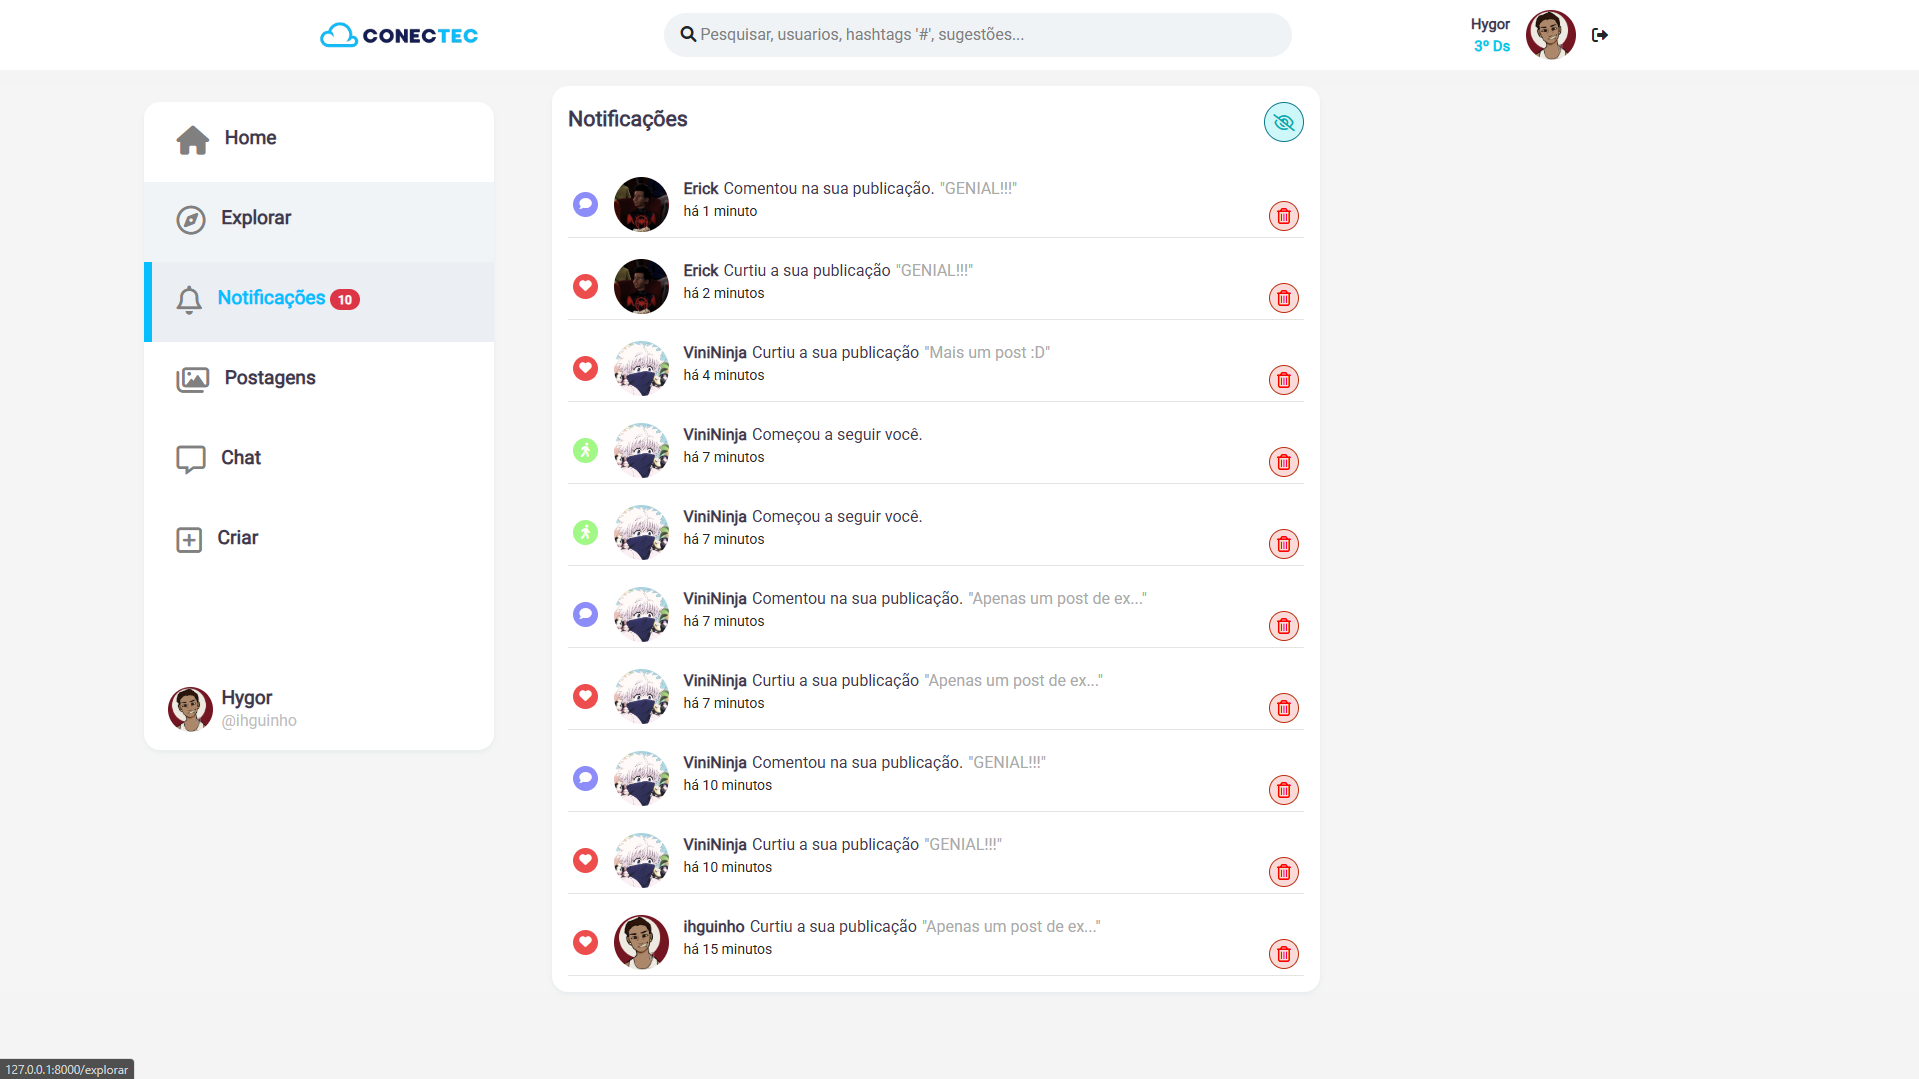 CONECTEC
Pesquisar, usuarios, hashtags '#', sugestões...
Hygor
3º Ds
Home
Explorar
Notificações 10
Postagens
Chat
Criar
Hygor
@ihguinho
Notificações
Erick Comentou na sua publicação. "GENIAL!!!"
há 1 minuto
Erick Curtiu a sua publicação "GENIAL!!!"
há 2 minutos
ViniNinja Curtiu a sua publicação "Mais um post :D"
há 4 minutos
ViniNinja Começou a seguir você.
há 7 minutos
ViniNinja Começou a seguir você.
há 7 minutos
ViniNinja Comentou na sua publicação. "Apenas um post de ex..."
há 7 minutos
ViniNinja Curtiu a sua publicação "Apenas um post de ex..."
há 7 minutos
ViniNinja Comentou na sua publicação. "GENIAL!!!"
há 10 minutos
ViniNinja Curtiu a sua publicação "GENIAL!!!"
há 10 minutos
ihguinho Curtiu a sua publicação "Apenas um post de ex..."
há 15 minutos
127.0.0.1:8000/explorar